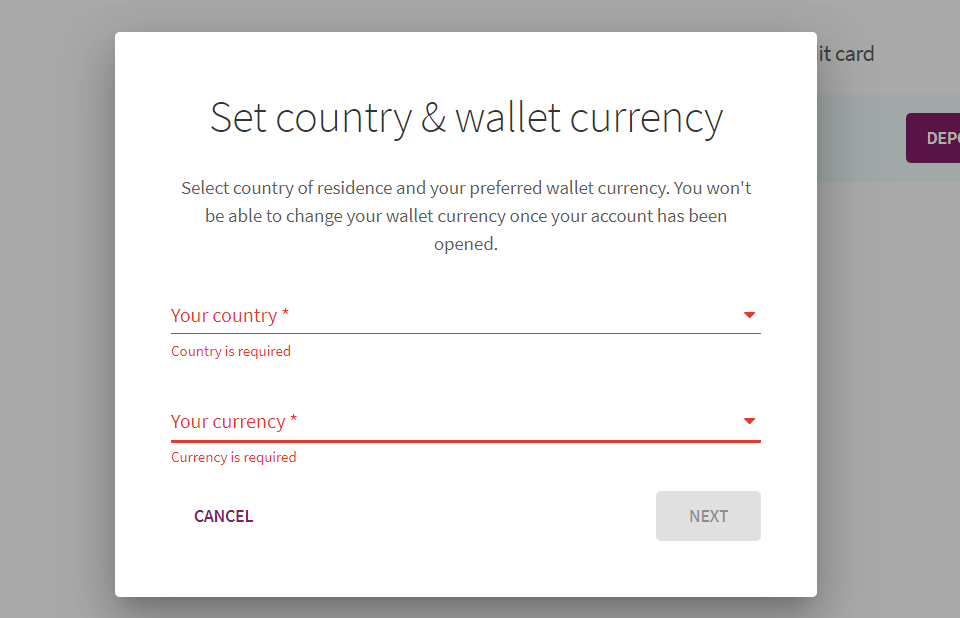 it card
DEPO
Set country & wallet currency
Select country of residence and your preferred wallet currency. You won't
be able to change your wallet currency once your account has been
opened.
Your country *
Country is required
Your currency *
Currency is required
CANCEL
NEXT